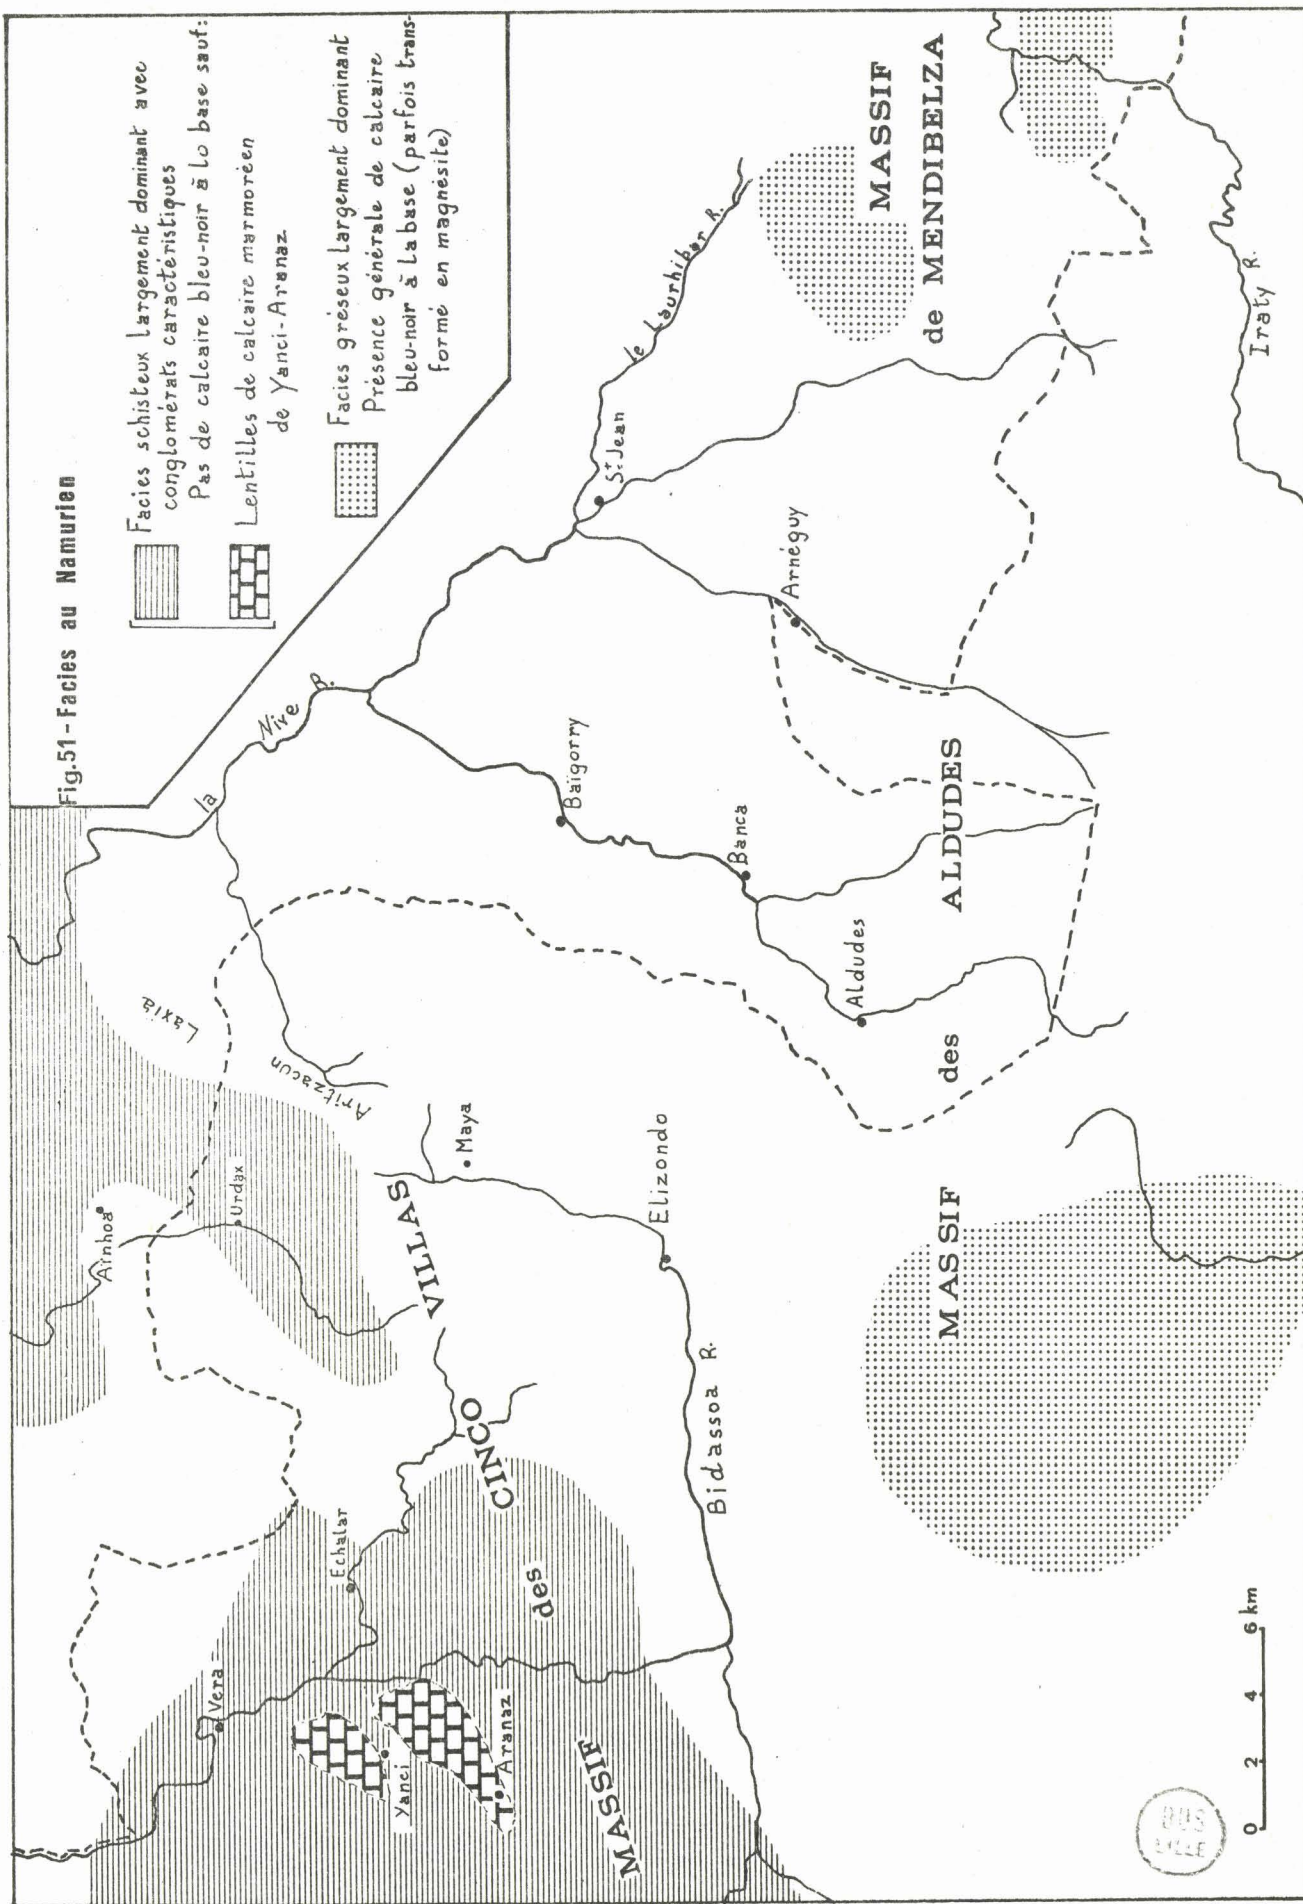 Fig.51-Facies au Namurien
Facies schisteux largement dominant avec
conglomérats caractéristiques
Pas de calcaire bleu-noir à la base sauf:
Lentilles de calcaire marmoréen
de Yanci-Aranaz
Facies gréseux largement dominant
Présence générale de calcaire
bleu-noir à la base (parfois trans-
formé en magnésite)
la Nive R.
Laxia
Aritzacun
Aïnhoa
Urdax
Maya
Vera
Echalar
Yanci
Aranaz
MASSIF
des
CINCO
VILLAS
Elizondo
Bidassoa R.
Baïgorry
Banca
Aldudes
St Jean
le Laurhibar R.
Arnéguy
MASSIF
des
ALDUDES
MASSIF
de MENDIBELZA
Iraty R.
0 2 4 6 km
BUS
LILLE